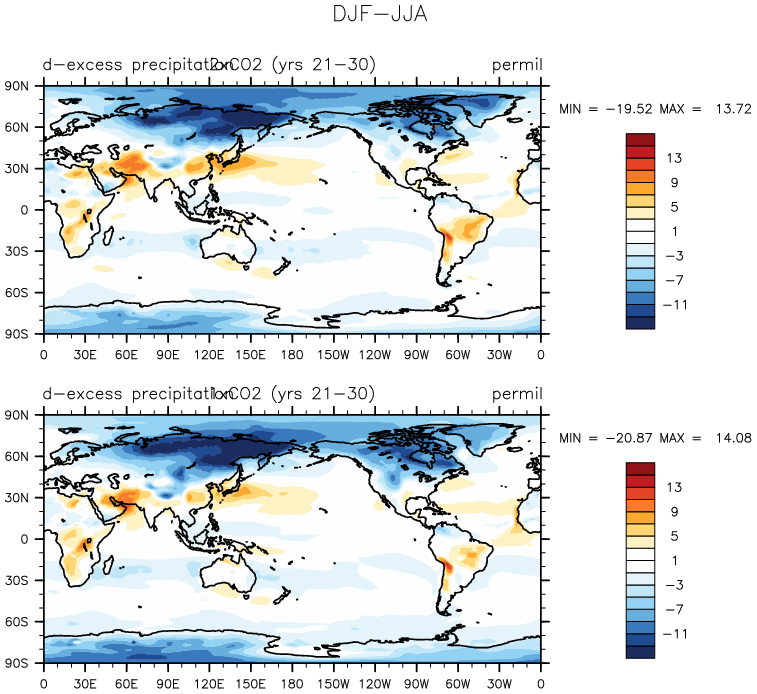 DJF−JJA
d−excess precipitation 2xCO2 (yrs 21−30) permil
MIN = −19.52 MAX = 13.72
90N
60N
30N
0
30S
60S
90S
0 30E 60E 90E 120E 150E 180 150W 120W 90W 60W 30W 0
13
9
5
1
−3
−7
−11
d−excess precipitation 1xCO2 (yrs 21−30) permil
MIN = −20.87 MAX = 14.08
90N
60N
30N
0
30S
60S
90S
0 30E 60E 90E 120E 150E 180 150W 120W 90W 60W 30W 0
13
9
5
1
−3
−7
−11